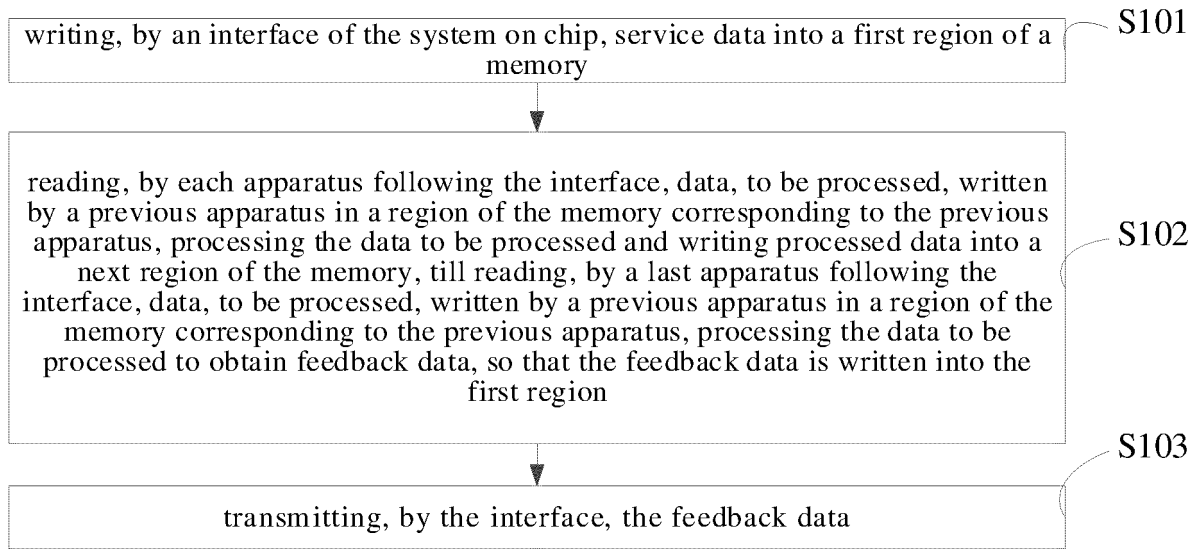 writing, by an interface of the system on chip, service data into a first region of a
memory
S101
reading, by each apparatus following the interface, data, to be processed, written
by a previous apparatus in a region of the memory corresponding to the previous
apparatus, processing the data to be processed and writing processed data into a
next region of the memory, till reading, by a last apparatus following the
interface, data, to be processed, written by a previous apparatus in a region of the
memory corresponding to the previous apparatus, processing the data to be
processed to obtain feedback data, so that the feedback data is written into the
first region
S102
transmitting, by the interface, the feedback data
S103